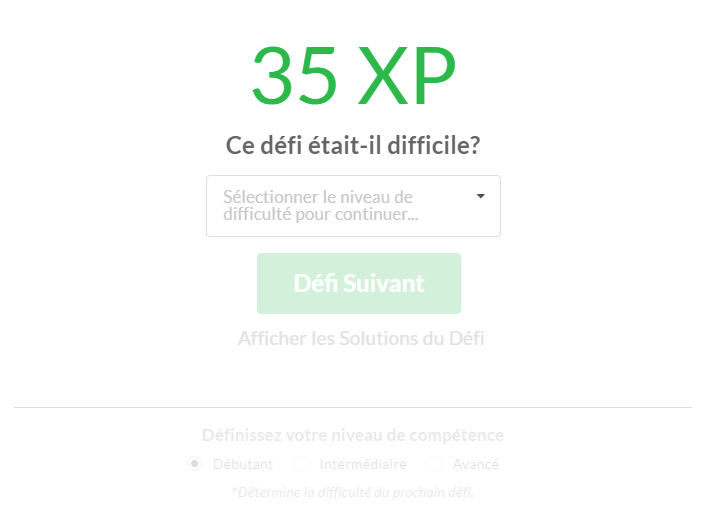 35 XP
Ce défi était-il difficile?
Sélectionner le niveau de
difficulté pour continuer...
Défi Suivant
Afficher les Solutions du Défi
Définissez votre niveau de compétence
Débutant Intermédiaire Avancé
*Détermine la difficulté du prochain défi.